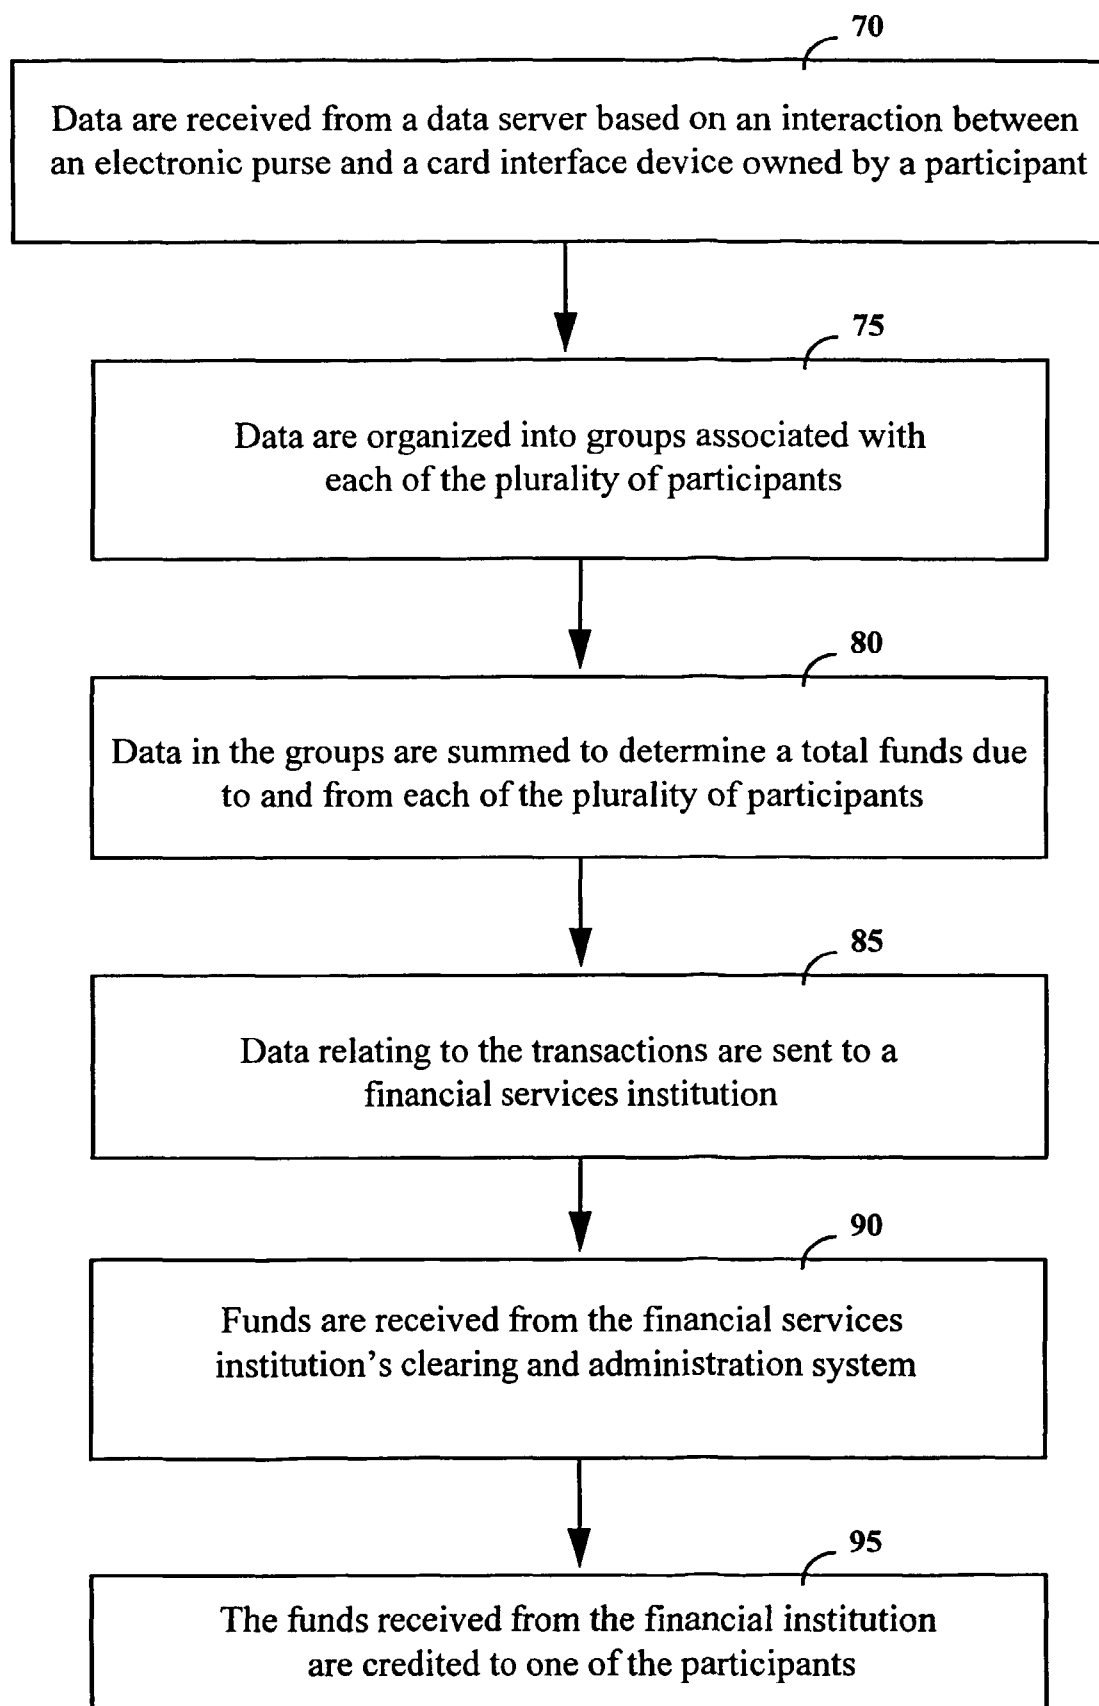 70
Data are received from a data server based on an interaction between
an electronic purse and a card interface device owned by a participant
75
Data are organized into groups associated with
each of the plurality of participants
80
Data in the groups are summed to determine a total funds due
to and from each of the plurality of participants
85
Data relating to the transactions are sent to a
financial services institution
90
Funds are received from the financial services
institution’s clearing and administration system
95
The funds received from the financial institution
are credited to one of the participants